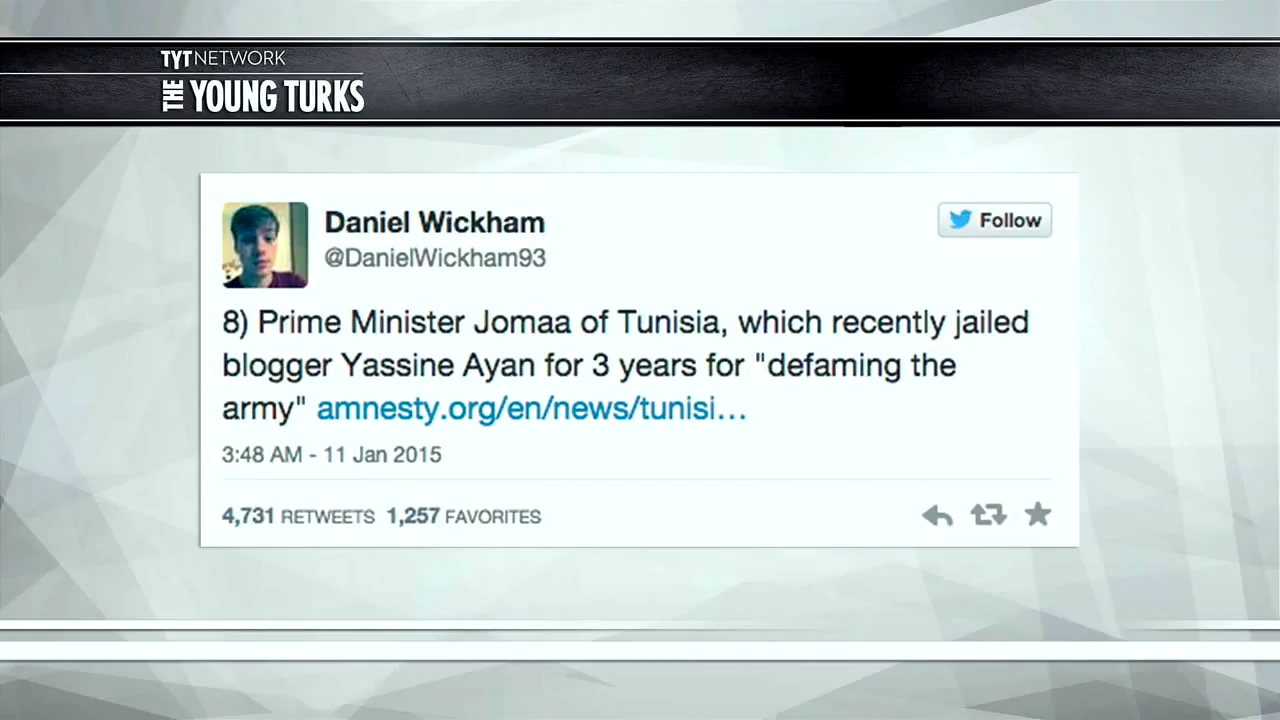 TYTNETWORK
THE YOUNG TURKS
Daniel Wickham
@DanielWickham93
Follow
8) Prime Minister Jomaa of Tunisia, which recently jailed
blogger Yassine Ayan for 3 years for "defaming the
army" amnesty.org/en/news/tunisi...
3:48 AM - 11 Jan 2015
4,731 RETWEETS 1,257 FAVORITES